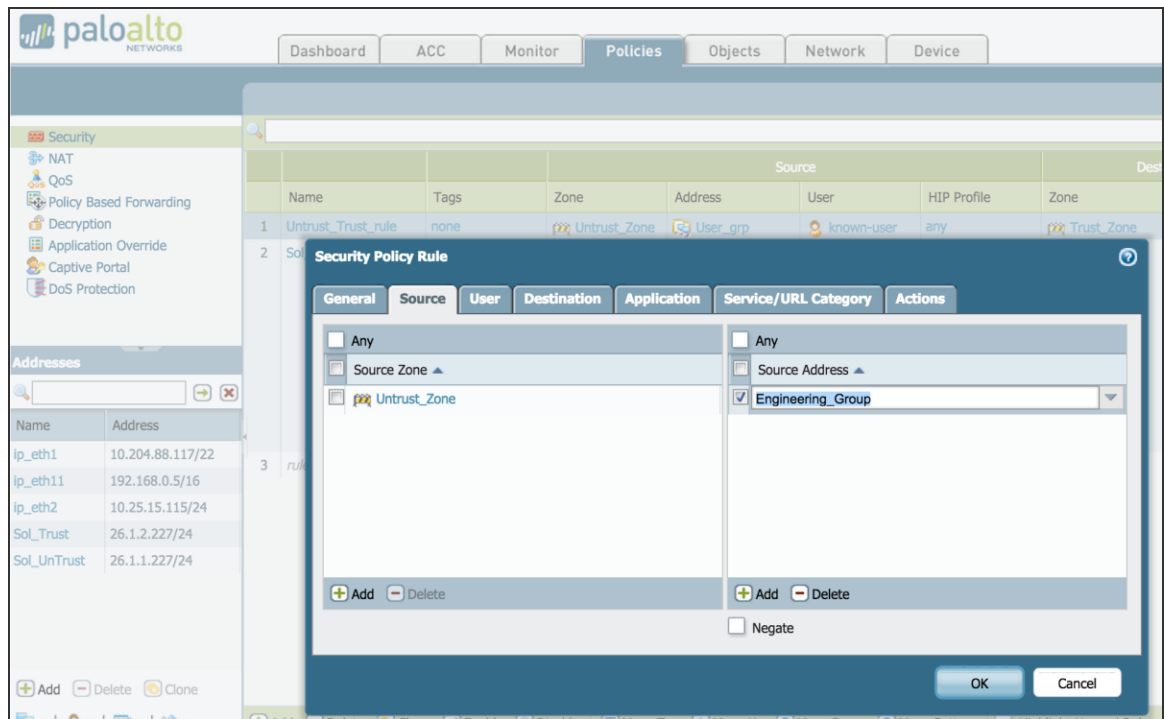 paloalto
NETWORKS
Dashboard ACC Monitor Policies Objects Network Device
Security
NAT
QoS
Policy Based Forwarding
Decryption
Application Override
Captive Portal
DoS Protection
Source
Name Tags Zone Address User HIP Profile Zone
1 Untrust_Trust_rule none Untrust_Zone User_grp known-user any Trust_Zone
2 Sol
3
Security Policy Rule
General Source User Destination Application Service/URL Category Actions
Any Any
Source Zone Source Address
Untrust_Zone Engineering_Group
Add Delete Add Delete
Negate
OK Cancel
Addresses
Name Address
ip_eth1 10.204.88.117/22
ip_eth11 192.168.0.5/16
ip_eth2 10.25.15.115/24
Sol_Trust 26.1.2.227/24
Sol_UnTrust 26.1.1.227/24
Add Delete Clone